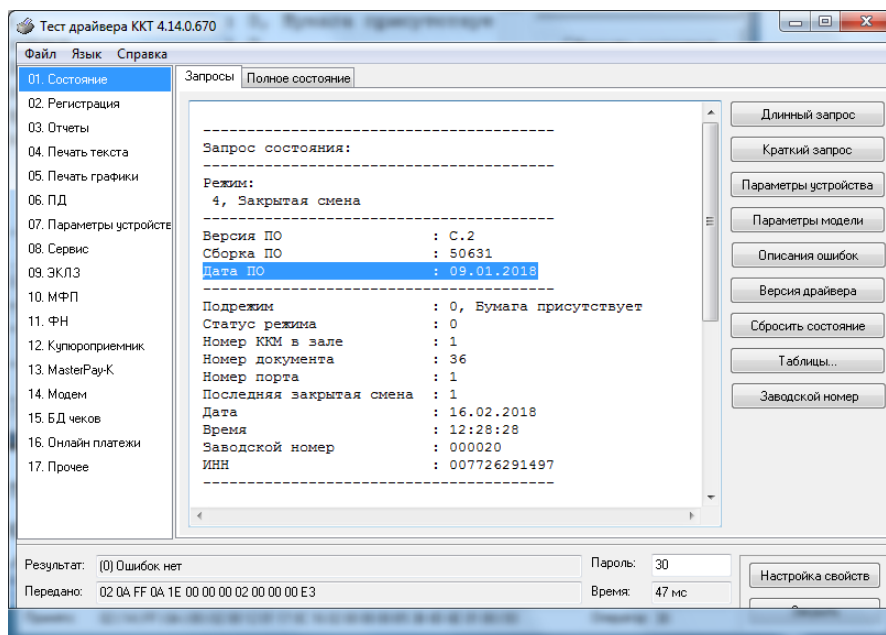 Тест драйвера ККТ 4.14.0.670
Файл Язык Справка
01. Состояние
02. Регистрация
03. Отчеты
04. Печать текста
05. Печать графики
06. ПД
07. Параметры устройств
08. Сервис
09. ЭКЛЗ
10. МФП
11. ФН
12. Купюроприемник
13. MasterPay-K
14. Модем
15. БД чеков
16. Онлайн платежи
17. Прочее
Запросы Полное состояние
----------------------------------------
Запрос состояния:
----------------------------------------
Режим:
4, Закрытая смена
----------------------------------------
Версия ПО : C.2
Сборка ПО : 50631
Дата ПО : 09.01.2018
----------------------------------------
Подрежим : 0, Бумага присутствует
Статус режима : 0
Номер ККМ в зале : 1
Номер документа : 36
Номер порта : 1
Последняя закрытая смена : 1
Дата : 16.02.2018
Время : 12:28:28
Заводской номер : 000020
ИНН : 007726291497
----------------------------------------
Длинный запрос
Краткий запрос
Параметры устройства
Параметры модели
Описания ошибок
Версия драйвера
Сбросить состояние
Таблицы...
Заводской номер
Результат: (0) Ошибок нет
Пароль: 30
Передано: 02 0A FF 0A 1E 00 00 00 02 00 00 00 E3
Время: 47 мс
Настройка свойств